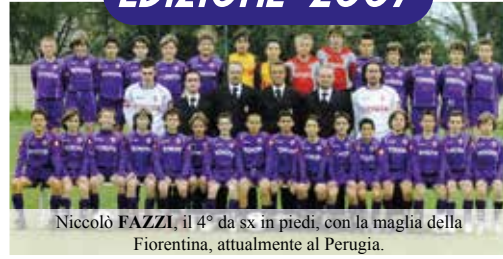 EDIZIONE 2007
Niccolò FAZZI, il 4° da sx in piedi, con la maglia della
Fiorentina, attualmente al Perugia.